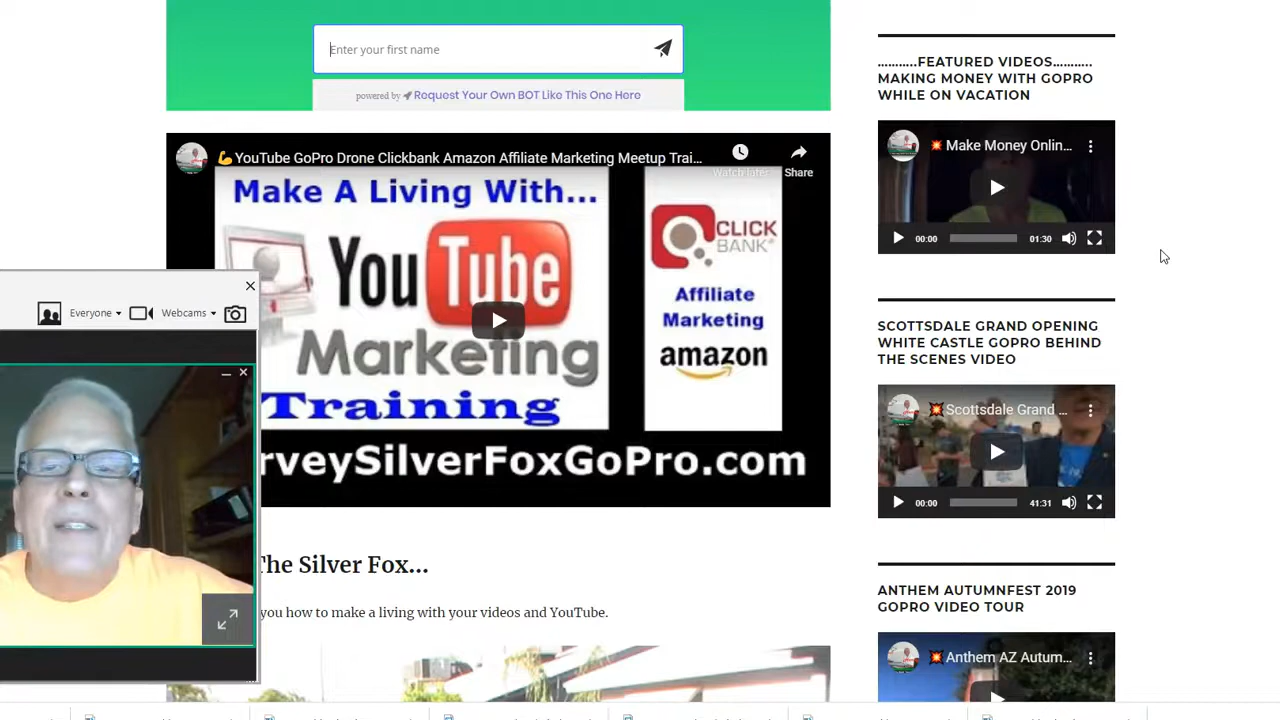 Enter your first name
powered by Request Your Own BOT Like This One Here
💪YouTube GoPro Drone Clickbank Amazon Affiliate Marketing Meetup Trai...
Watch later
Share
Make A Living With...
YouTube
Marketing
Training
CLICK
BANK®
Affiliate
Marketing
amazon
rveySilverFoxGoPro.com
The Silver Fox...
you how to make a living with your videos and YouTube.
Everyone
Webcams
...........FEATURED VIDEOS...........
MAKING MONEY WITH GOPRO
WHILE ON VACATION
💥 Make Money Onlin...
00:00
01:30
SCOTTSDALE GRAND OPENING
WHITE CASTLE GOPRO BEHIND
THE SCENES VIDEO
💥Scottsdale Grand ...
00:00
41:31
ANTHEM AUTUMNFEST 2019
GOPRO VIDEO TOUR
💥Anthem AZ Autum...